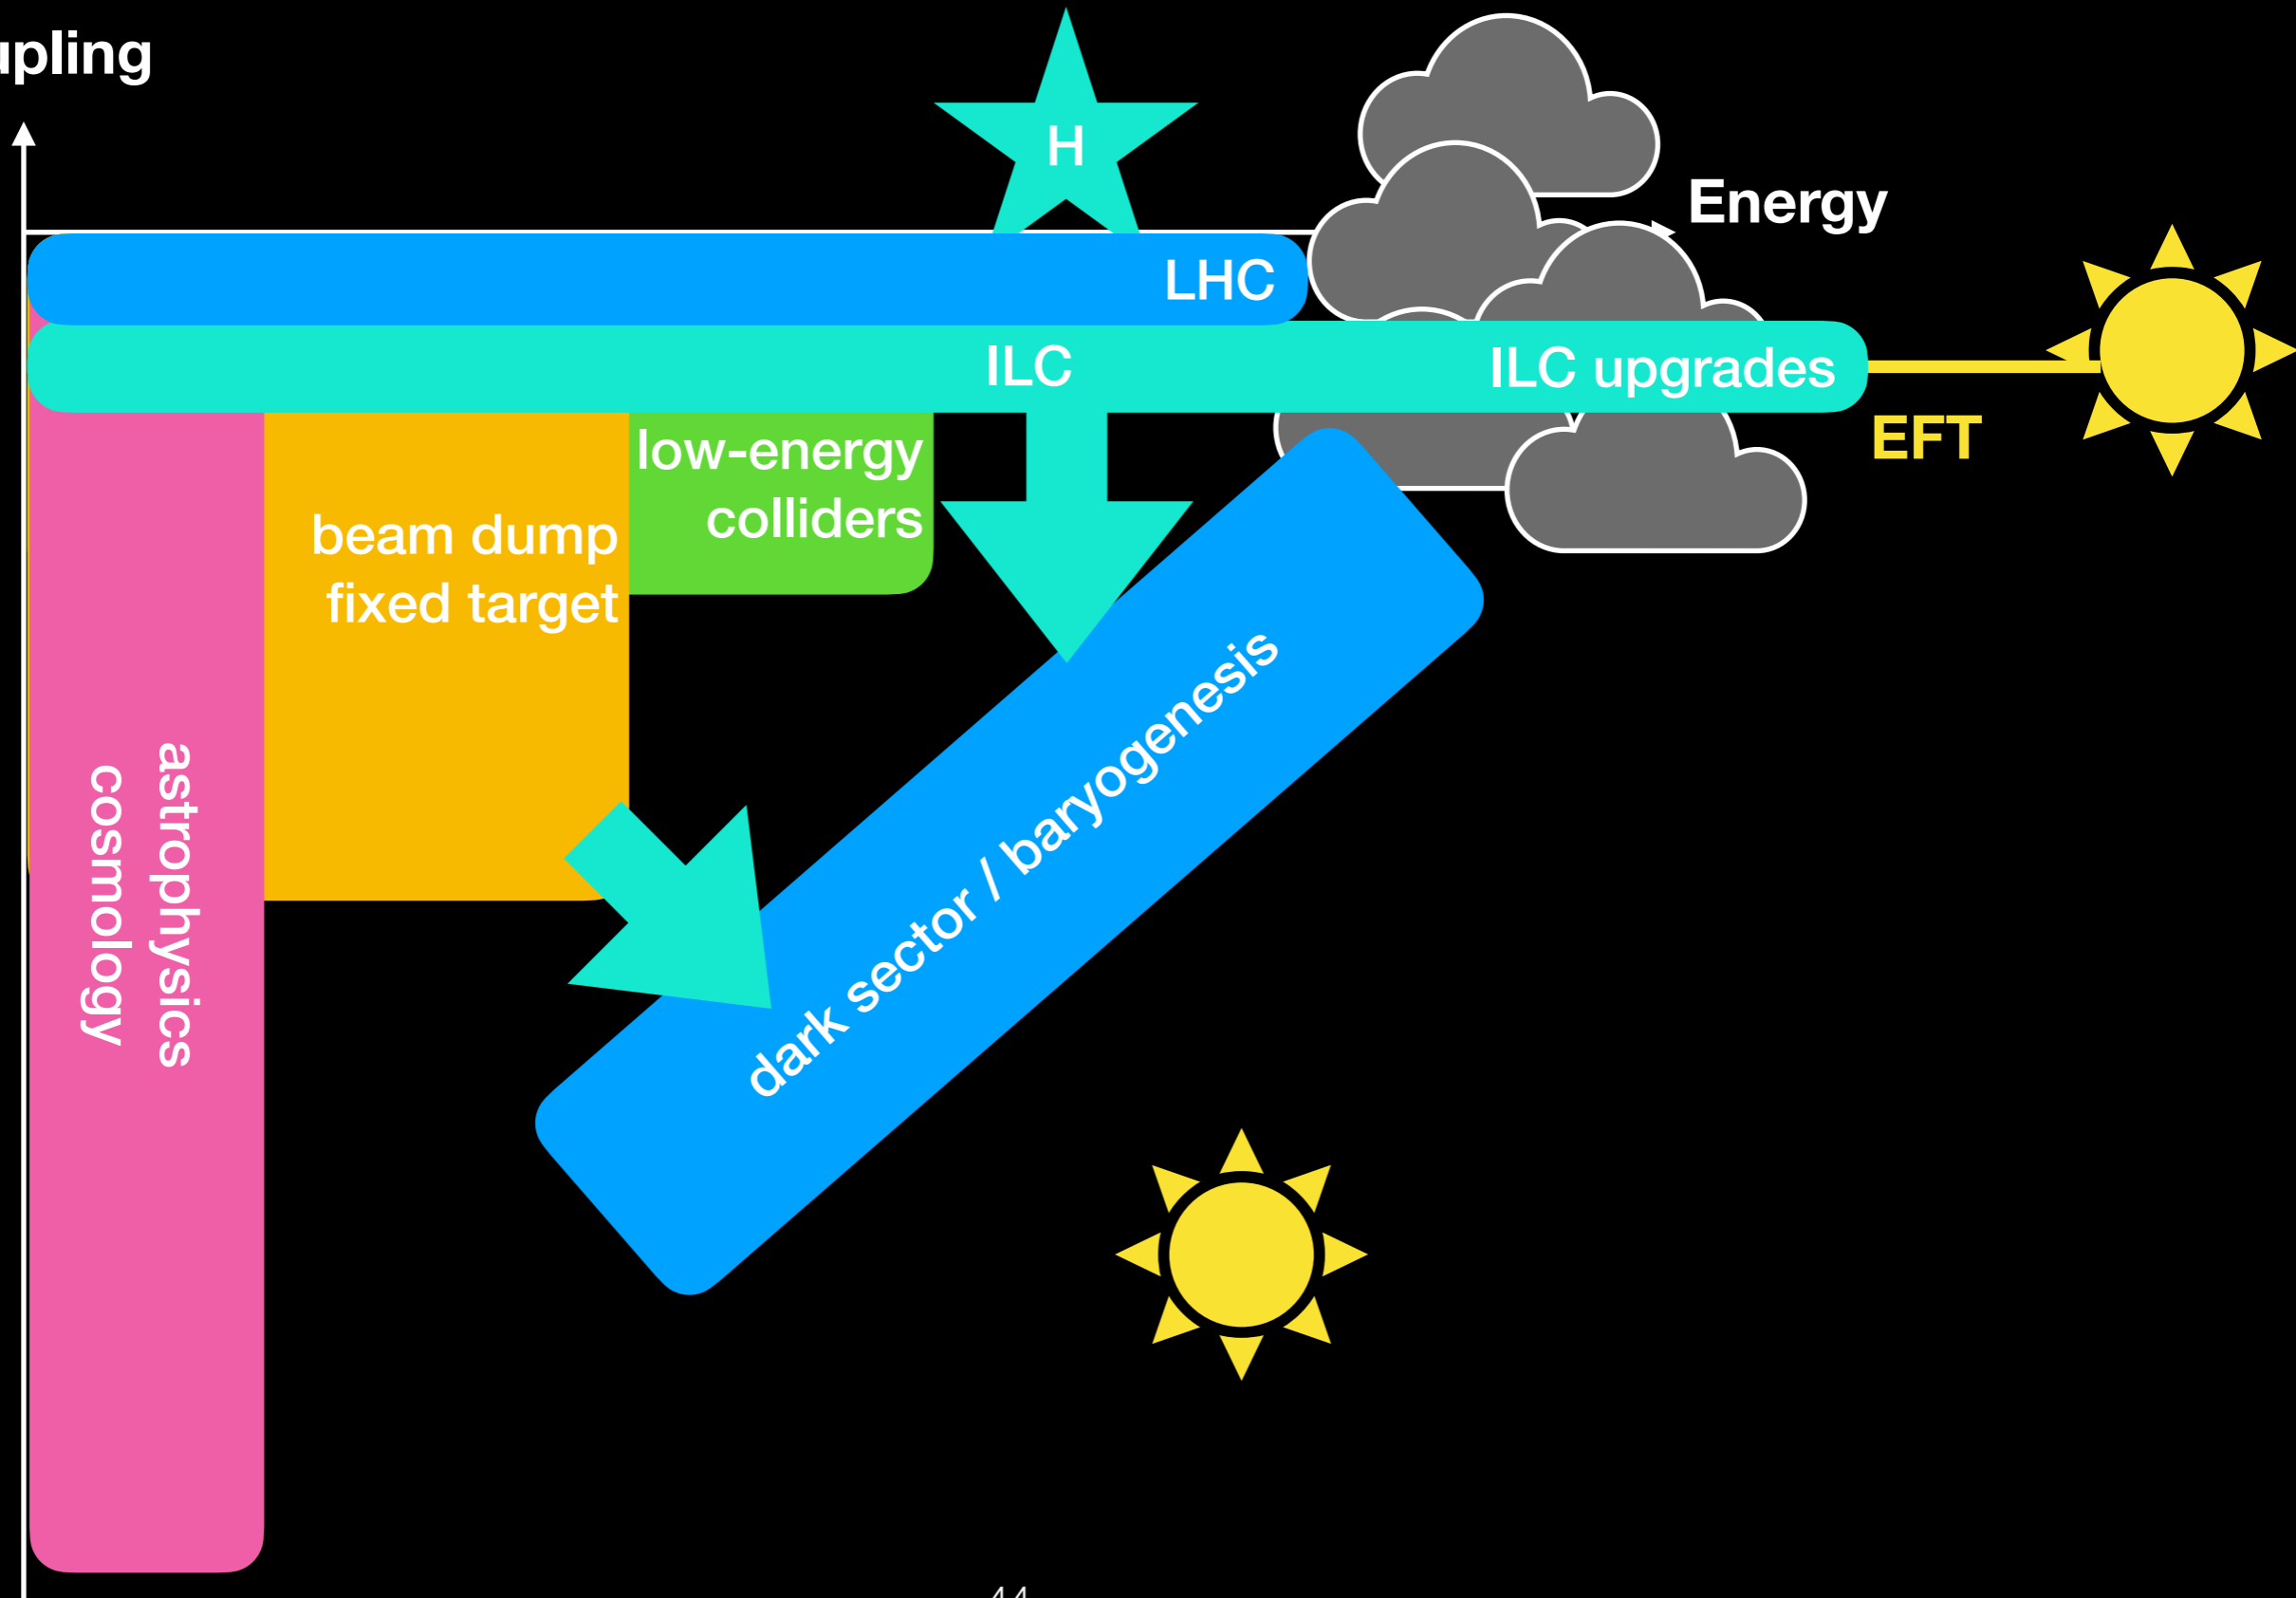 upling
H
Energy
LHC
ILC
ILC upgrades
EFT
low-energy
colliders
beam dump
fixed target
astrophysics
cosmology
dark sector / baryogenesis
44